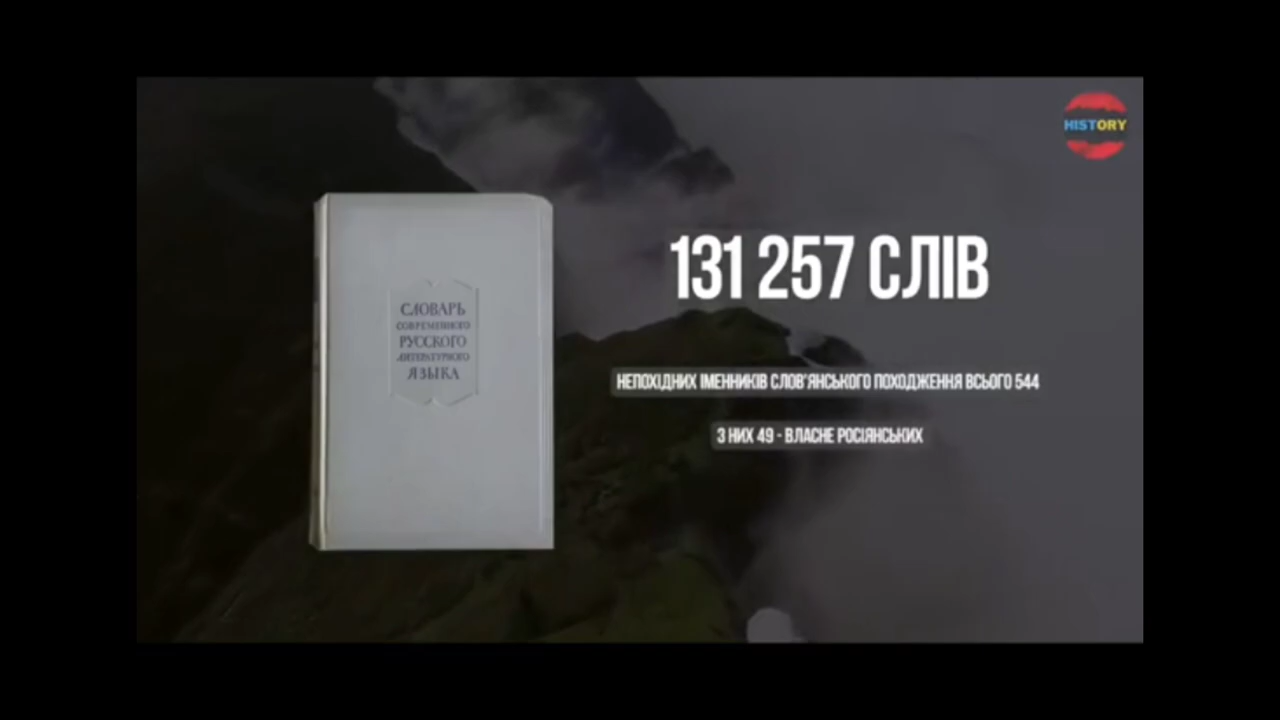 HISTORY
131 257 СЛІВ
СЛОВАРЬ
СОВРЕМЕННОГО
РУССКОГО
ЛИТЕРАТУРНОГО
ЯЗЫКА
НЕПОХІДНИХ ІМЕННИКІВ СЛОВ'ЯНСЬКОГО ПОХОДЖЕННЯ ВСЬОГО 544
З НИХ 49 - ВЛАСНЕ РОСІЯНСЬКИХ